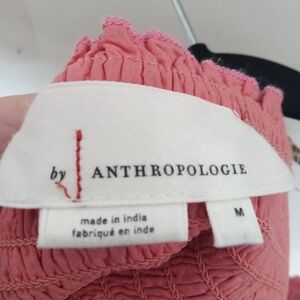 by ANTHROPOLOGIE
made in india
fabriqué en inde
M